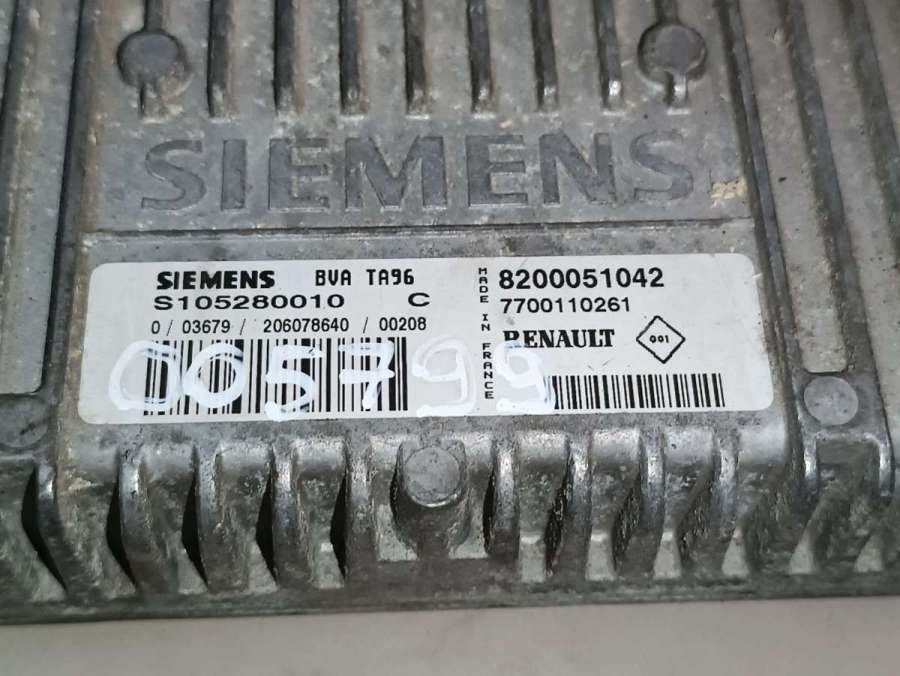 SIEMENS
SIEMENS BVA TA96
S105280010 C
0 / 03679 / 206078640 / 00208
MADE IN FRANCE
8200051042
7700110261
RENAULT 001
005799